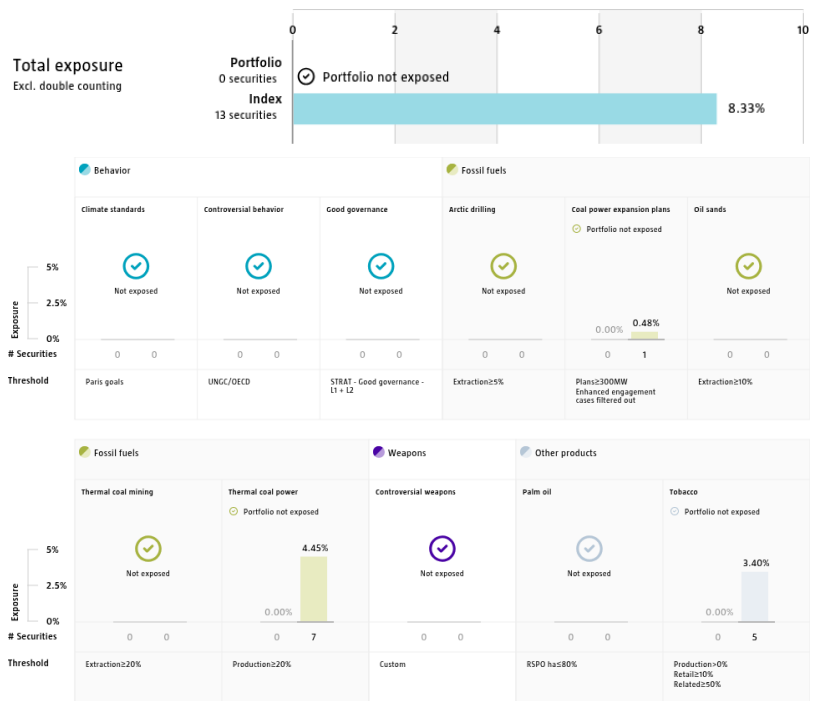 0 2 4 6 8 10
Total exposure
Excl. double counting
Portfolio
0 securities
Portfolio not exposed
Index
13 securities
8.33%
Behavior
Fossil fuels
Climate standards
Controversial behavior
Good governance
Arctic drilling
Coal power expansion plans
Oil sands
Portfolio not exposed
Exposure
5%
2.5%
0%
Not exposed
Not exposed
Not exposed
Not exposed
0.00% 0.48%
Not exposed
# Securities 0 0 0 0 0 0 0 0 0 1 0 0
Threshold
Paris goals
UNGC/OECD
STRAT - Good governance -
L1 + L2
Extraction≥5%
Plans≥300MW
Enhanced engagement
cases filtered out
Extraction≥10%
Fossil fuels
Weapons
Other products
Thermal coal mining
Thermal coal power
Controversial weapons
Palm oil
Tobacco
Portfolio not exposed
Portfolio not exposed
Exposure
5%
2.5%
0%
Not exposed
0.00% 4.45%
Not exposed
Not exposed
0.00% 3.40%
# Securities 0 0 0 7 0 0 0 0 0 5
Threshold
Extraction≥20%
Production≥20%
Custom
RSPO ha≤80%
Production>0%
Retail≥10%
Related≥50%